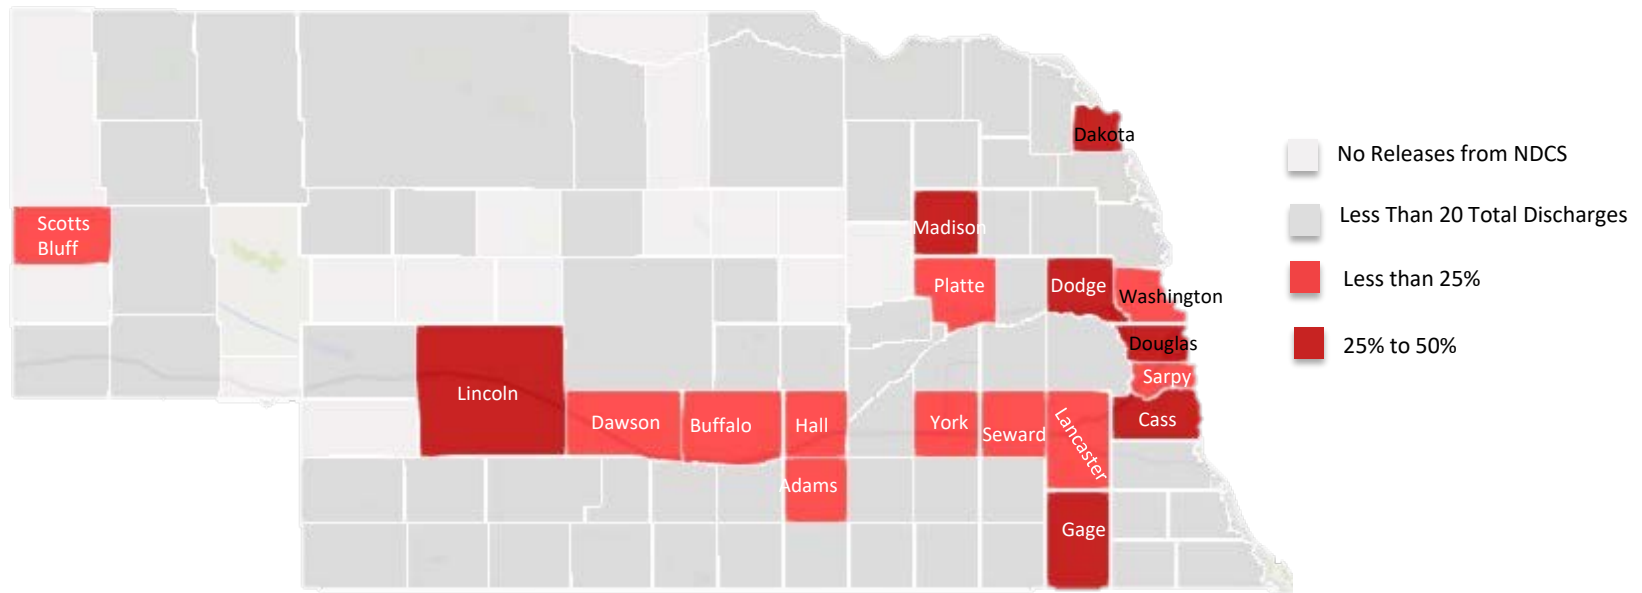 Dakota
No Releases from NDCS
Less Than 20 Total Discharges
Scotts
Bluff
Madison
Less than 25%
Platte
Dodge
Washington
Douglas
25% to 50%
Sarpy
Lincoln
Dawson
Buffalo
Hall
York
Seward
Lancaster
Cass
Adams
Gage